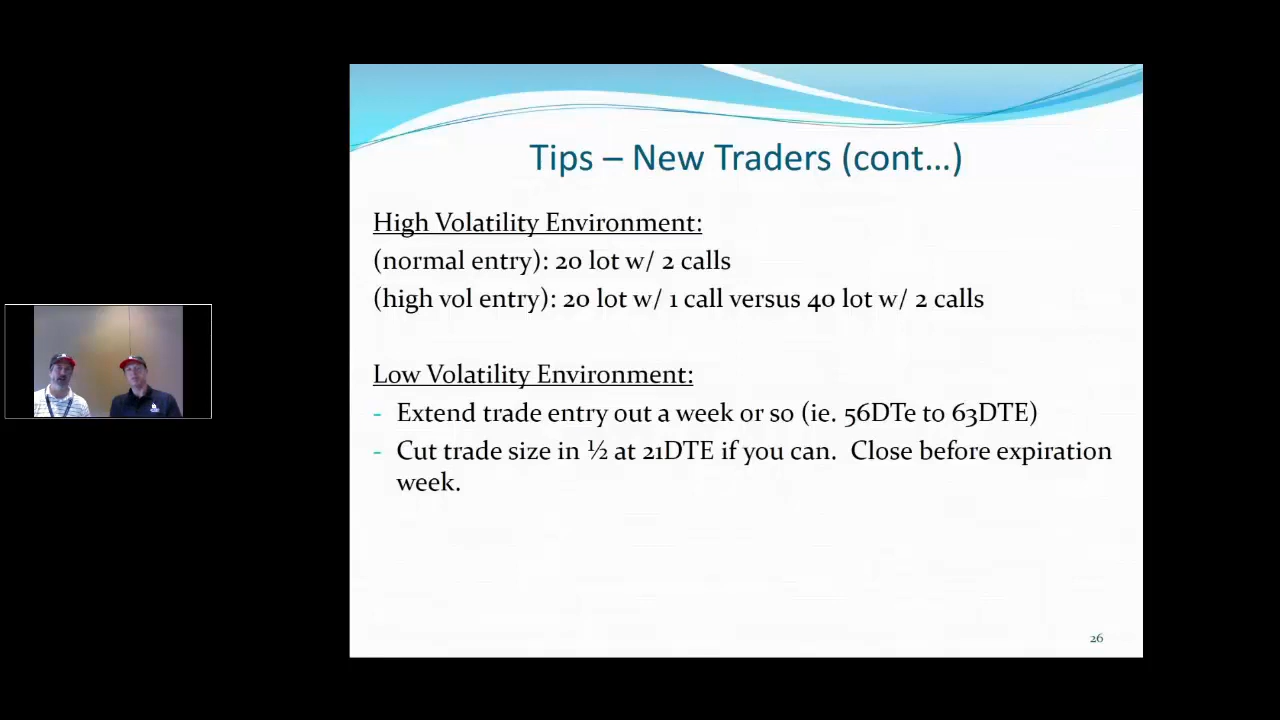 Tips – New Traders (cont...)
High Volatility Environment:
(normal entry): 20 lot w/ 2 calls
(high vol entry): 20 lot w/ 1 call versus 40 lot w/ 2 calls
Low Volatility Environment:
- Extend trade entry out a week or so (ie. 56DTe to 63DTE)
- Cut trade size in ½ at 21DTE if you can.  Close before expiration
week.
26